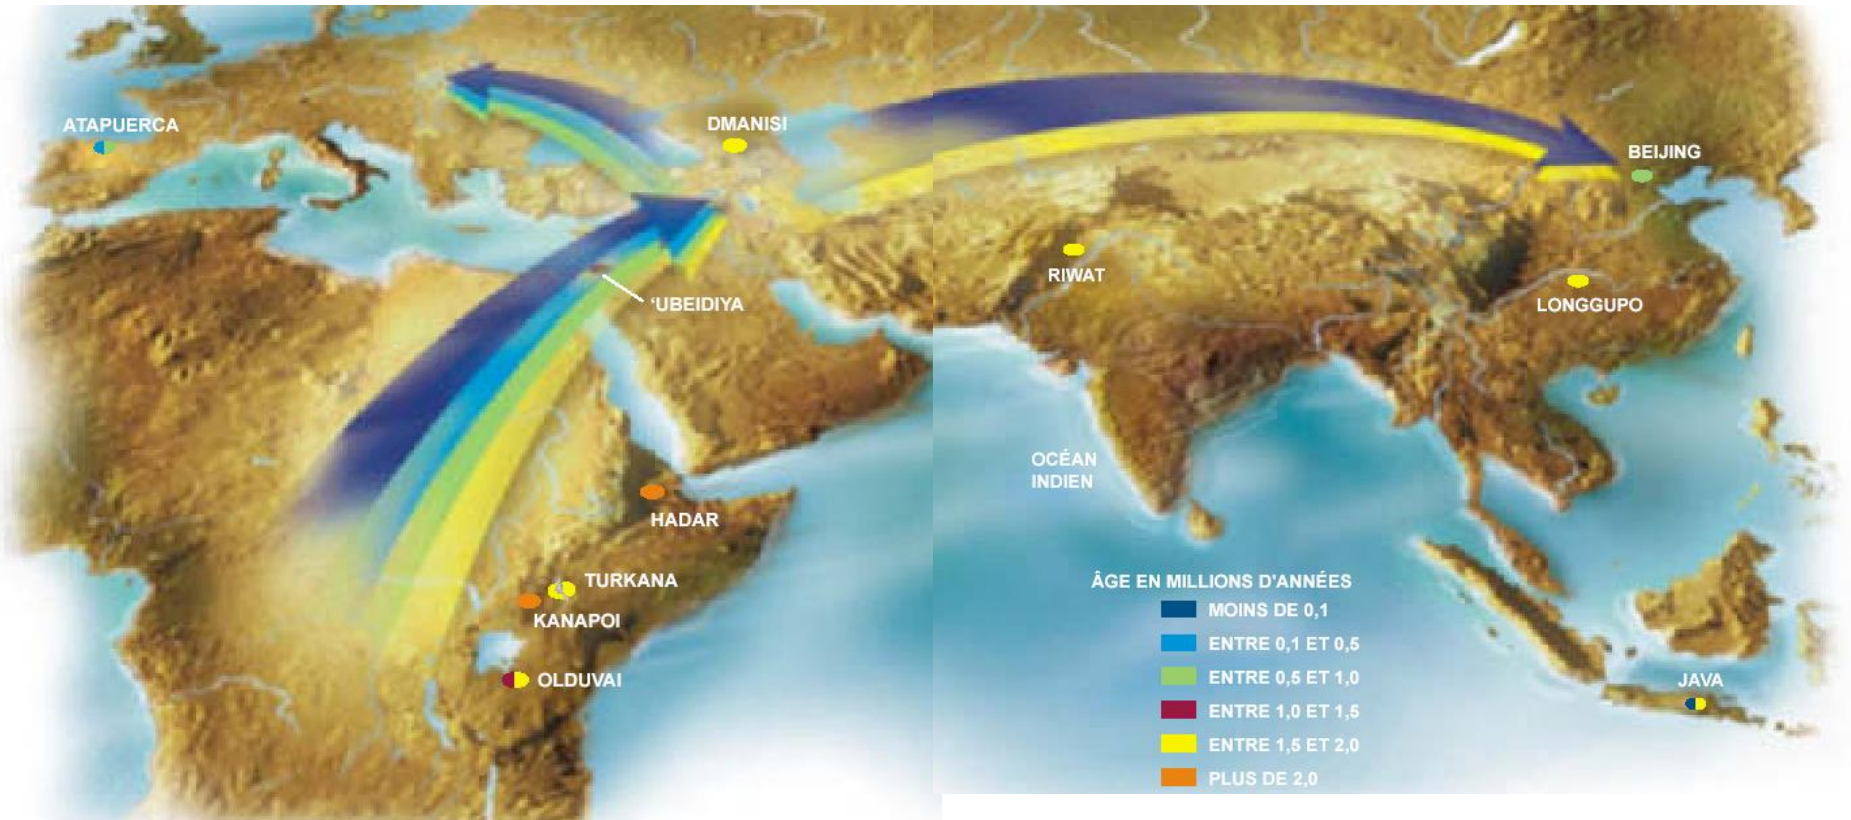 ATAPUERCA
DMANISI
BEIJING
RIWAT
LONGGUPO
‘UBEIDIYA
OCÉAN
INDIEN
HADAR
TURKANA
KANAPOI
OLDUVAI
JAVA
ÂGE EN MILLIONS D'ANNÉES
MOINS DE 0,1
ENTRE 0,1 ET 0,5
ENTRE 0,5 ET 1,0
ENTRE 1,0 ET 1,5
ENTRE 1,5 ET 2,0
PLUS DE 2,0